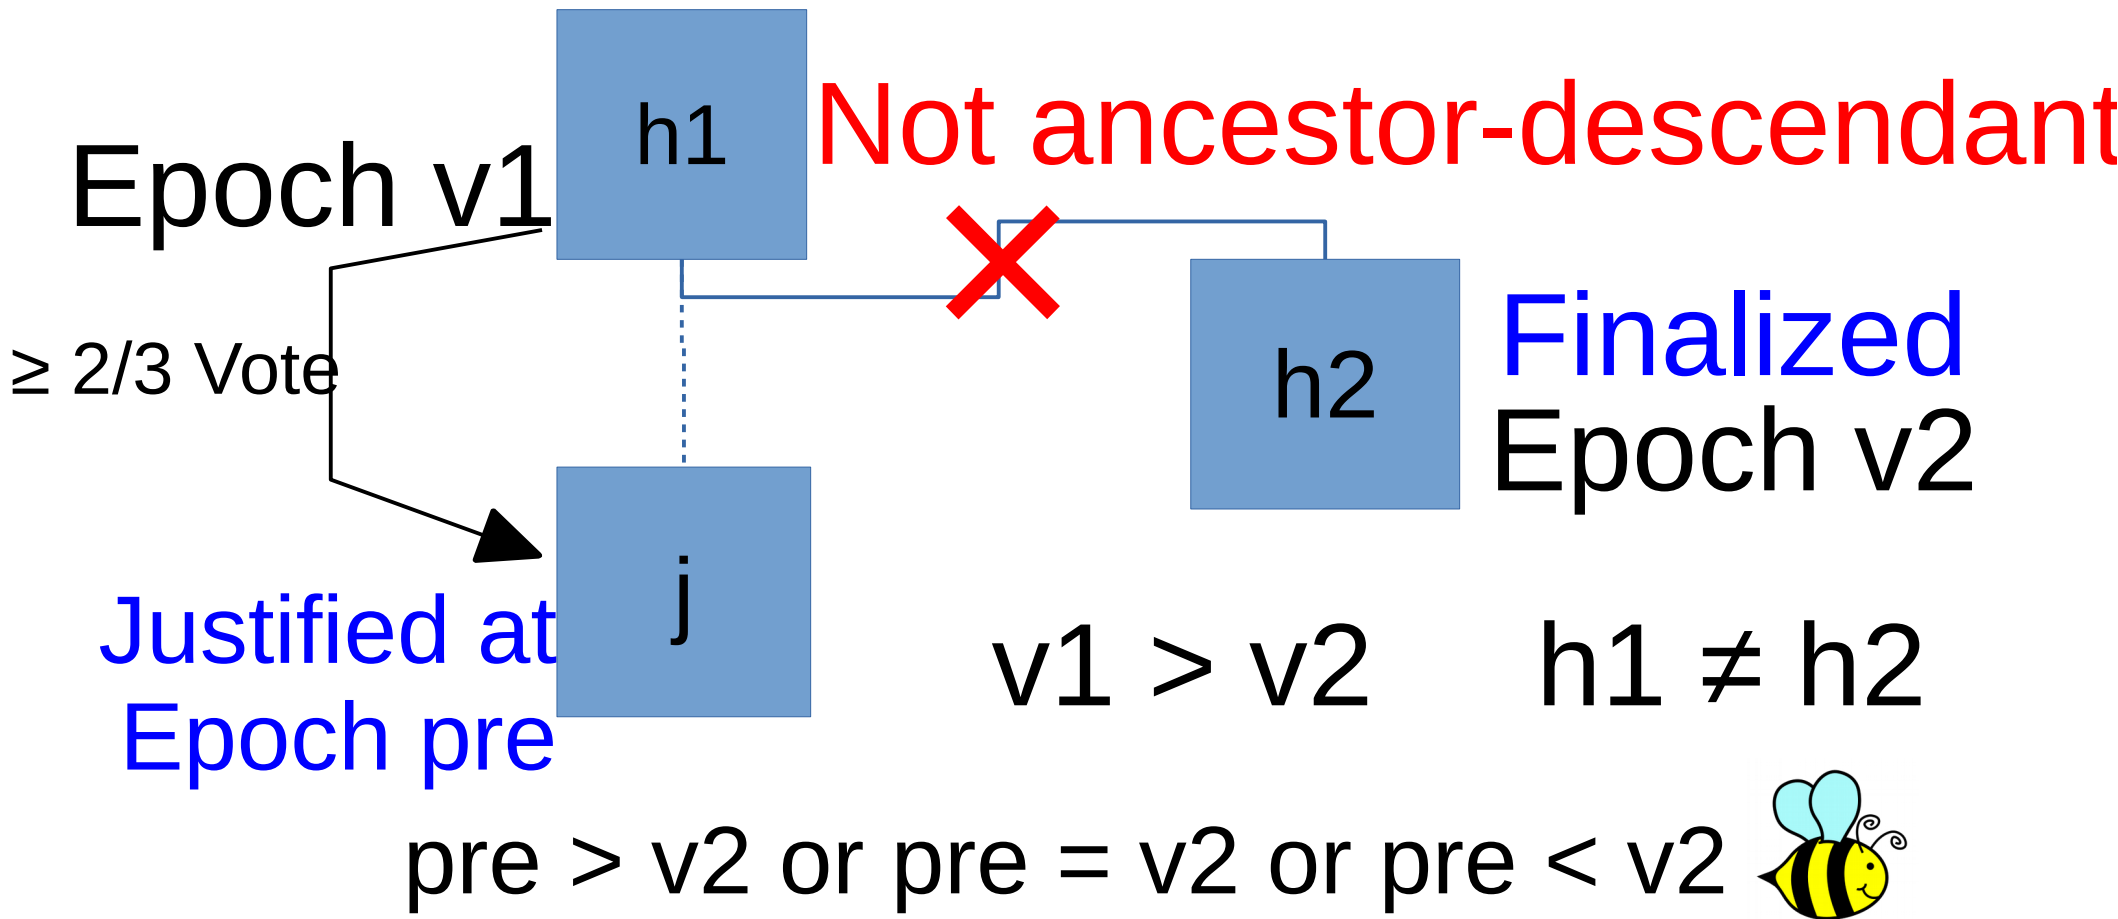 h1
Not ancestor-descendant
Epoch v1
≥ 2/3 Vote
h2
Finalized
Epoch v2
j
Justified at
Epoch pre
v1 > v2
h1 ≠ h2
pre > v2 or pre = v2 or pre < v2